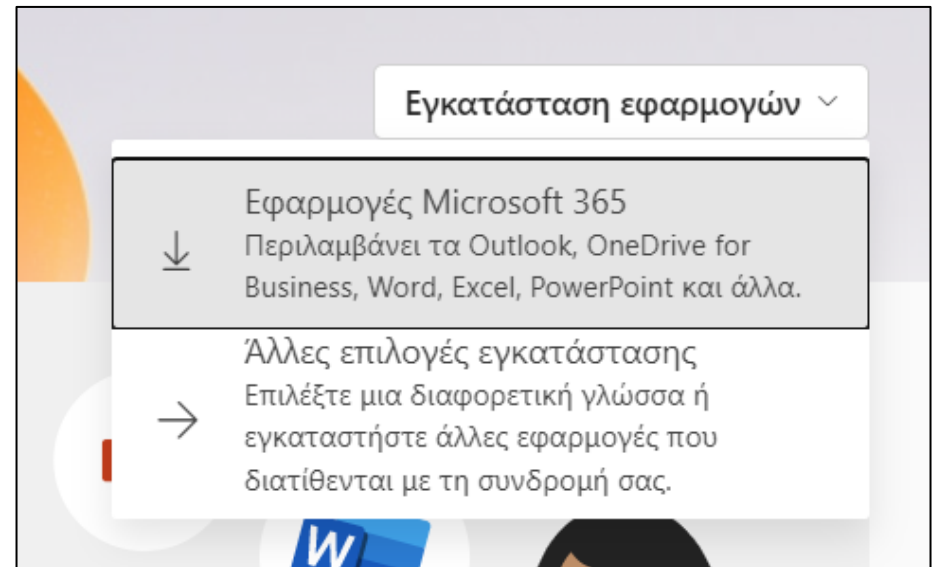 Εγκατάσταση εφαρμογών
Εφαρμογές Microsoft 365
Περιλαμβάνει τα Outlook, OneDrive for
Business, Word, Excel, PowerPoint και άλλα.
Άλλες επιλογές εγκατάστασης
Επιλέξτε μια διαφορετική γλώσσα ή
εγκαταστήστε άλλες εφαρμογές που
διατίθενται με τη συνδρομή σας.
W